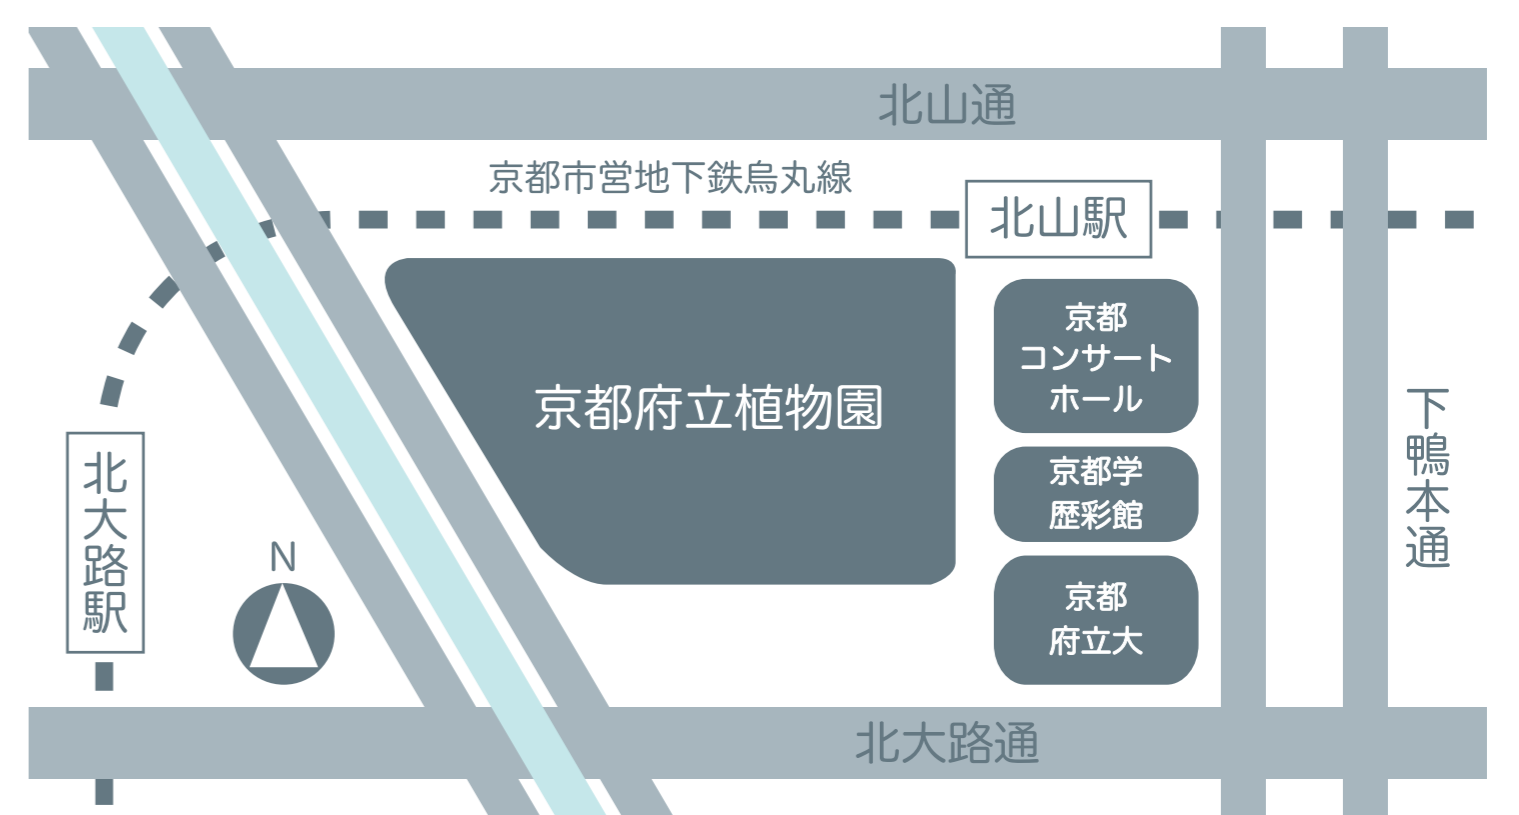 北山通
京都市営地下鉄烏丸線
北山駅
京都
コンサート
ホール
京都府立植物園
下鴨本通
北大路駅
京都学
歴彩館
N
京都
府立大
北大路通